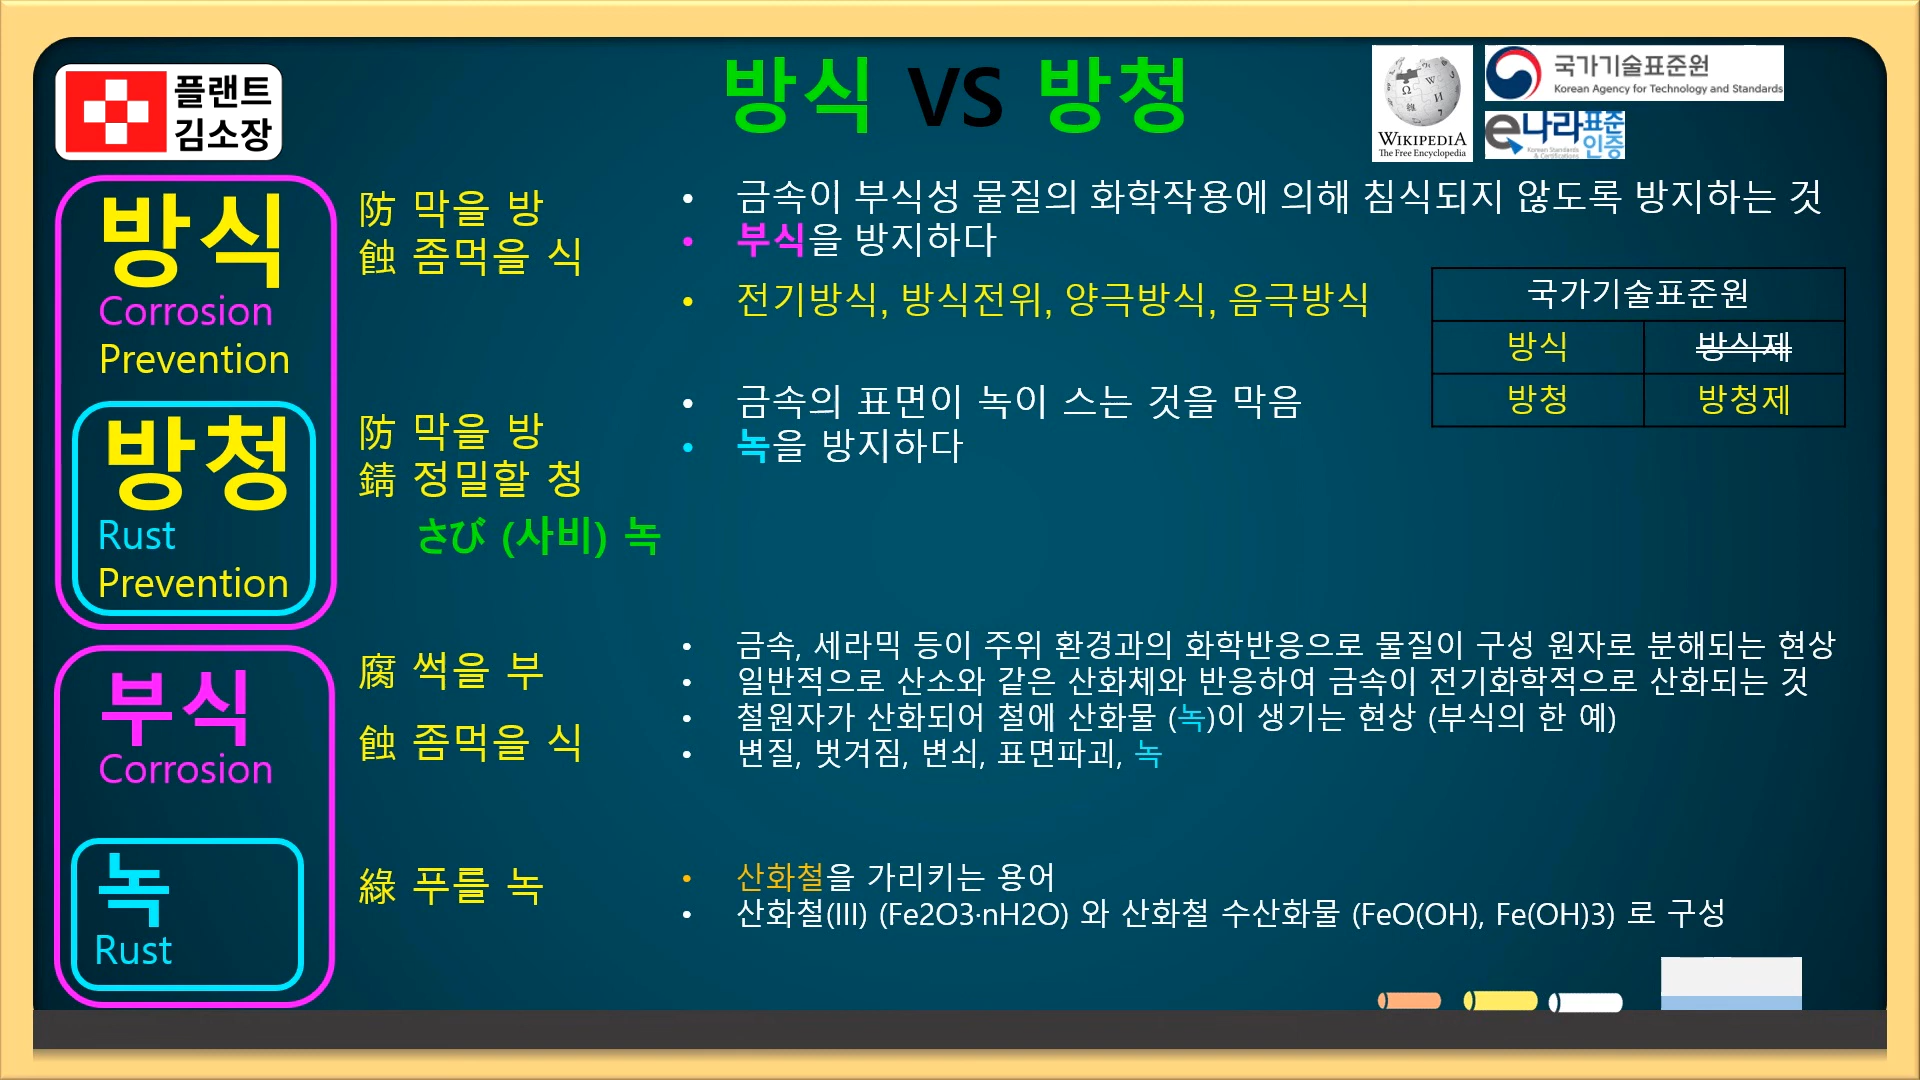 플랜트
김소장
방식 VS 방청
WIKIPEDIA
The Free Encyclopedia
국가기술표준원
Korean Agency for Technology and Standards
e나라표준
인증
Korean Standards
& Certifications
방식
Corrosion
Prevention
防 막을 방
蝕 좀먹을 식
• 금속이 부식성 물질의 화학작용에 의해 침식되지 않도록 방지하는 것
• 부식을 방지하다
• 전기방식, 방식전위, 양극방식, 음극방식
국가기술표준원
방식 방식제
방청 방청제
방청
Rust
Prevention
防 막을 방
錆 정밀할 청
さび (사비) 녹
• 금속의 표면이 녹이 스는 것을 막음
• 녹을 방지하다
부식
Corrosion
腐 썩을 부
蝕 좀먹을 식
• 금속, 세라믹 등이 주위 환경과의 화학반응으로 물질이 구성 원자로 분해되는 현상
• 일반적으로 산소와 같은 산화체와 반응하여 금속이 전기화학적으로 산화되는 것
• 철원자가 산화되어 철에 산화물 (녹)이 생기는 현상 (부식의 한 예)
• 변질, 벗겨짐, 변쇠, 표면파괴, 녹
녹
Rust
綠 푸를 녹
• 산화철을 가리키는 용어
• 산화철(III) (Fe2O3·nH2O) 와 산화철 수산화물 (FeO(OH), Fe(OH)3) 로 구성